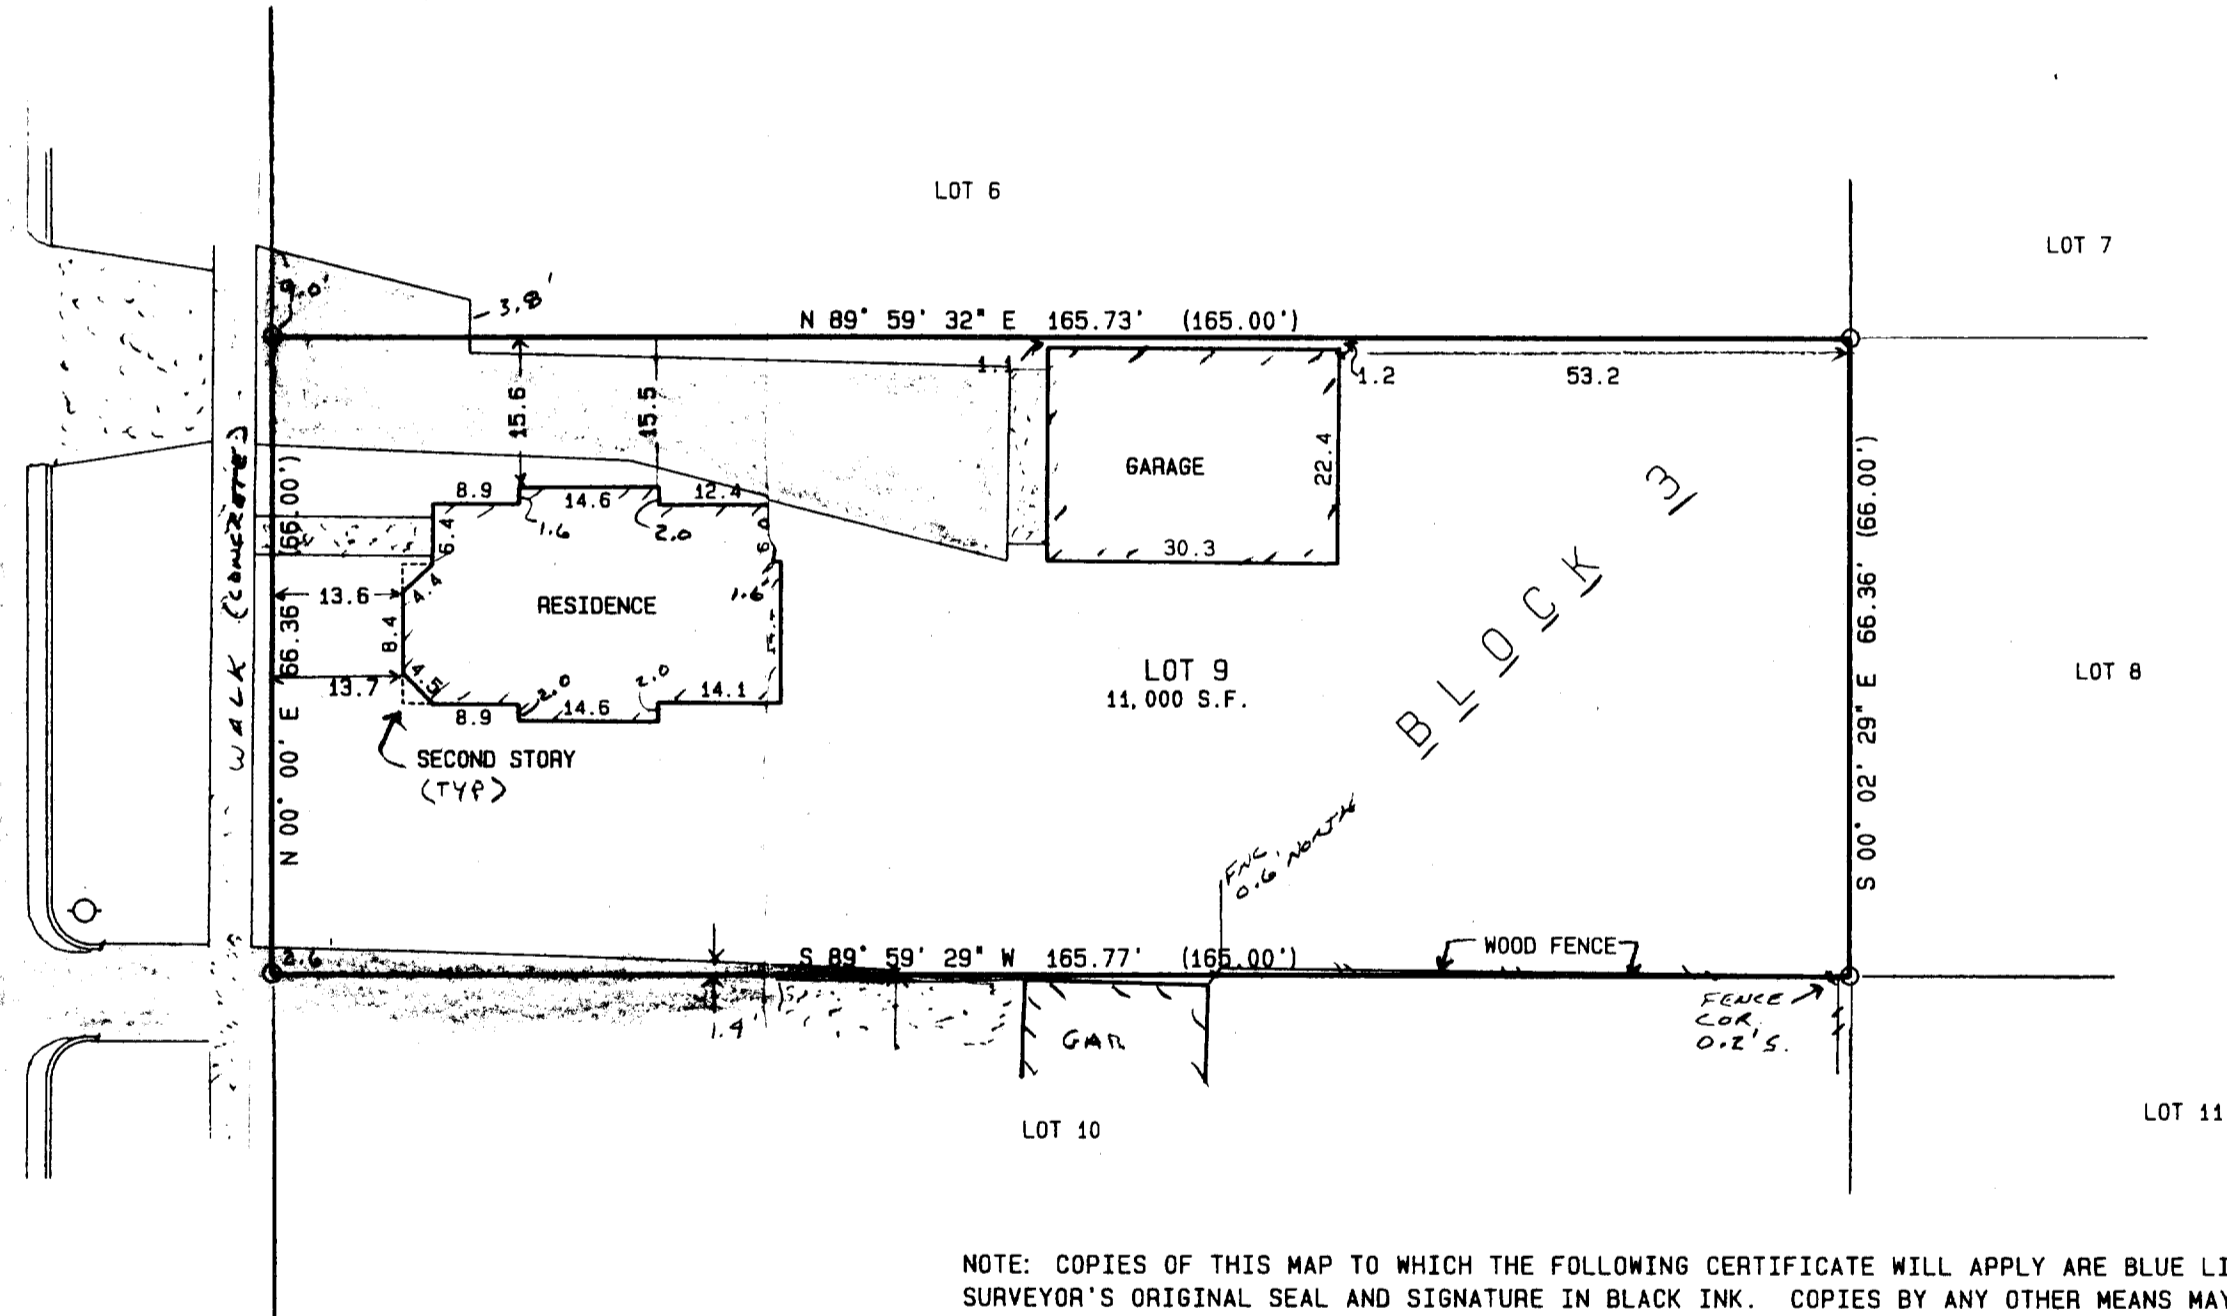 LOT 6
LOT 7
3.8'
N 89° 59' 32" E 165.73' (165.00')
1.1
1.2
53.2
15.6
15.5
GARAGE
22.4
30.3
8.9
14.6
12.4
1.6
2.0
6.4
6.0
4.4
13.6
RESIDENCE
1.6
8.4
13.7
4.5
2.0
2.0
14.1
8.9
14.6
SECOND STORY
(TYP)
WALK (CONCRETE)
N 00° 00' E 66.36' (66.00')
LOT 9
11,000 S.F.
BLOCK 3
S 00° 02' 29" E 66.36' (66.00')
LOT 8
FNC.
0.6 NORTH
2.6
S 89° 59' 29" W 165.77' (165.00')
WOOD FENCE
1.4'
GAR
FENCE
COR.
0.2'S.
LOT 10
LOT 11
NOTE: COPIES OF THIS MAP TO WHICH THE FOLLOWING CERTIFICATE WILL APPLY ARE BLUE
SURVEYOR'S ORIGINAL SEAL AND SIGNATURE IN BLACK INK. COPIES BY ANY OTHER MEANS MAY